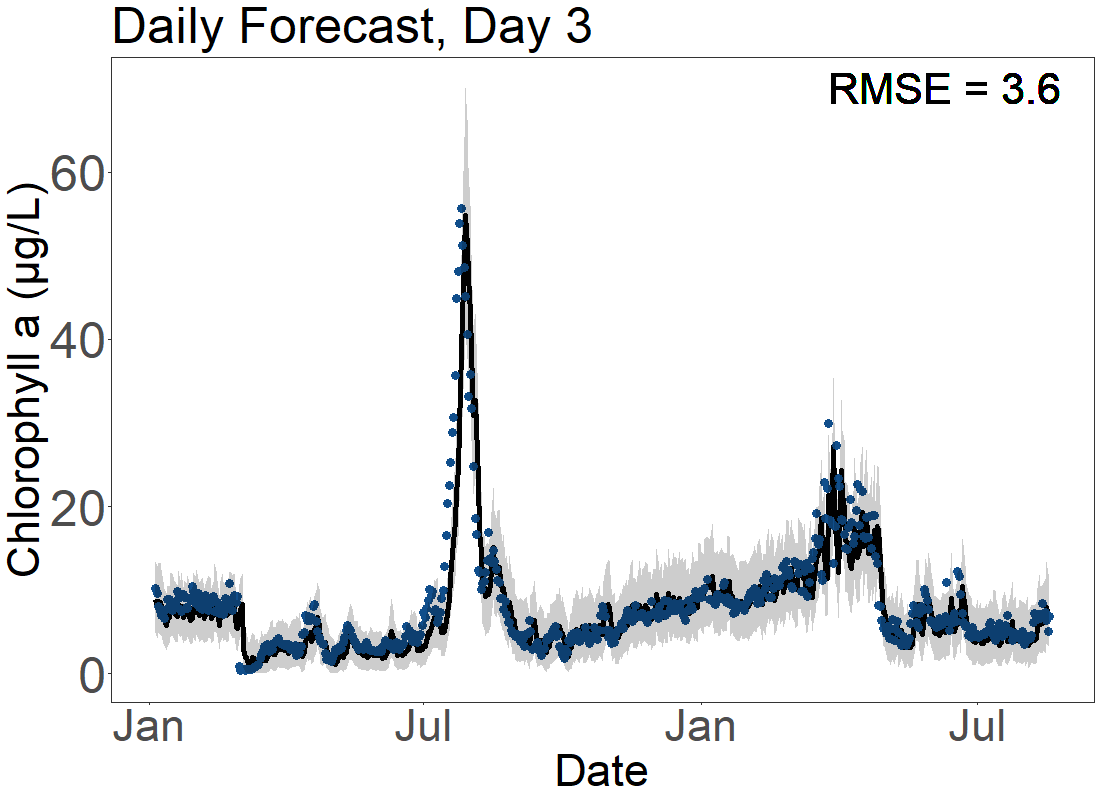 Daily Forecast, Day 3
RMSE = 3.6
Chlorophyll a (µg/L)
60
40
20
0
Jan
Jul
Jan
Jul
Date